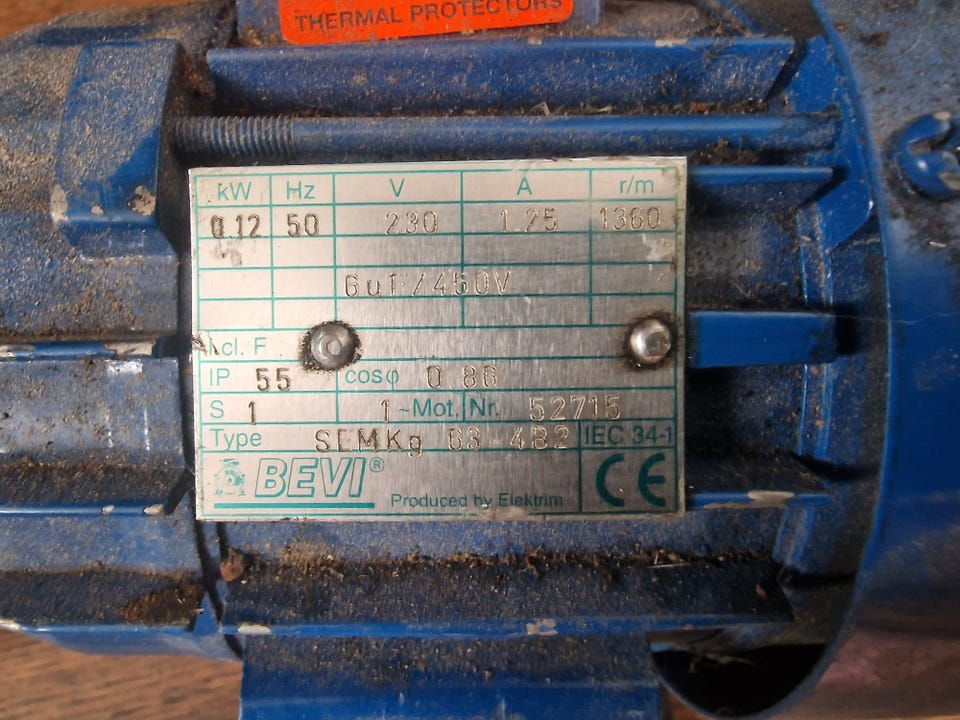 THERMAL PROTECTORS
kW Hz V A r/m
0.12 50 230 1.25 1360
6uF/450V
I.cl. F
IP 55 cosφ 0.86
S 1 1~Mot. Nr. 52715
Type SEMKg 63-4B2 IEC 34-1
BEVI® Produced by Elektrim CE